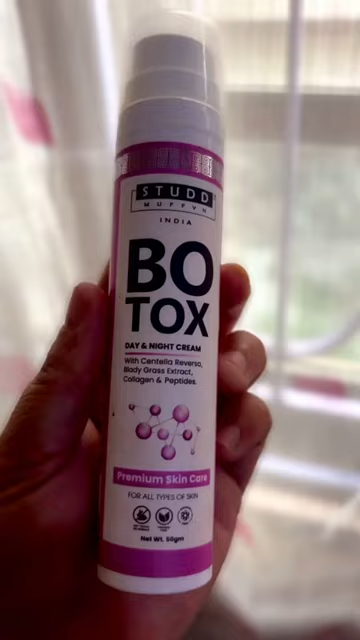 STUDD
MUFFYN
INDIA
BO
TOX
DAY & NIGHT CREAM
With Centella Reversa,
Blady Grass Extract,
Collagen & Peptides.
Premium Skin Care
FOR ALL TYPES OF SKIN
Net Wt. 50gm